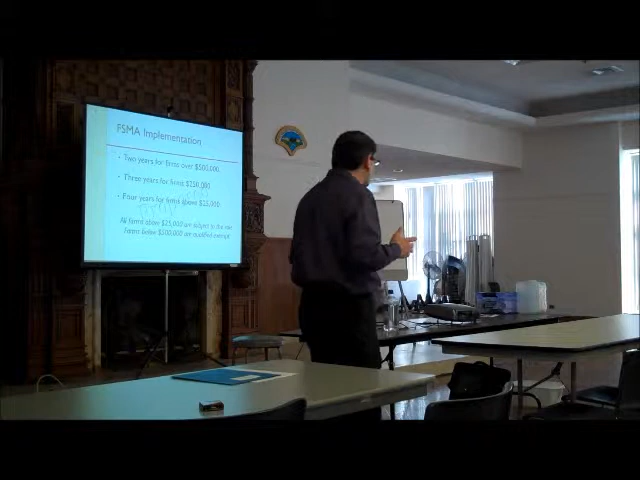 FSMA Implementation
• Two years for firms over $500,000.
• Three years for firms $250,000.
• Four years for firms above $25,000.
All farms above $25,000 are subject to the rule
Farms below $500,000 are qualified exempt